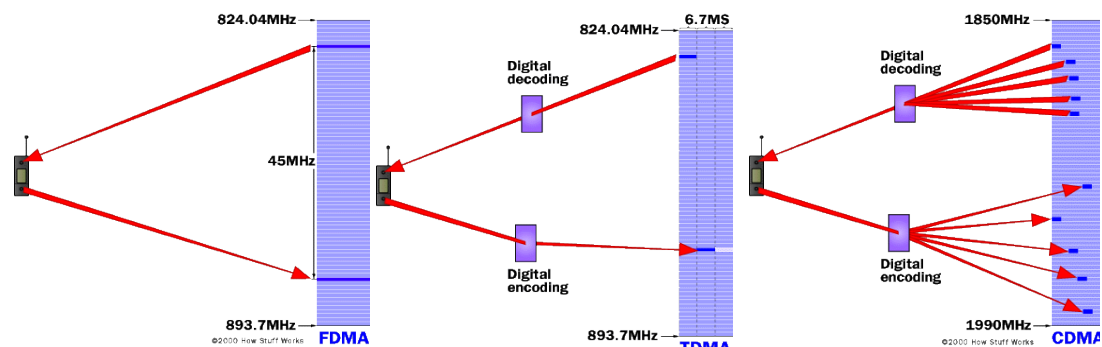 824.04MHz
45MHz
893.7MHz
©2000 How Stuff Works
FDMA
6.7MS
824.04MHz
Digital
decoding
Digital
encoding
893.7MHz
TDMA
1850MHz
Digital
decoding
Digital
encoding
1990MHz
©2000 How Stuff Works
CDMA